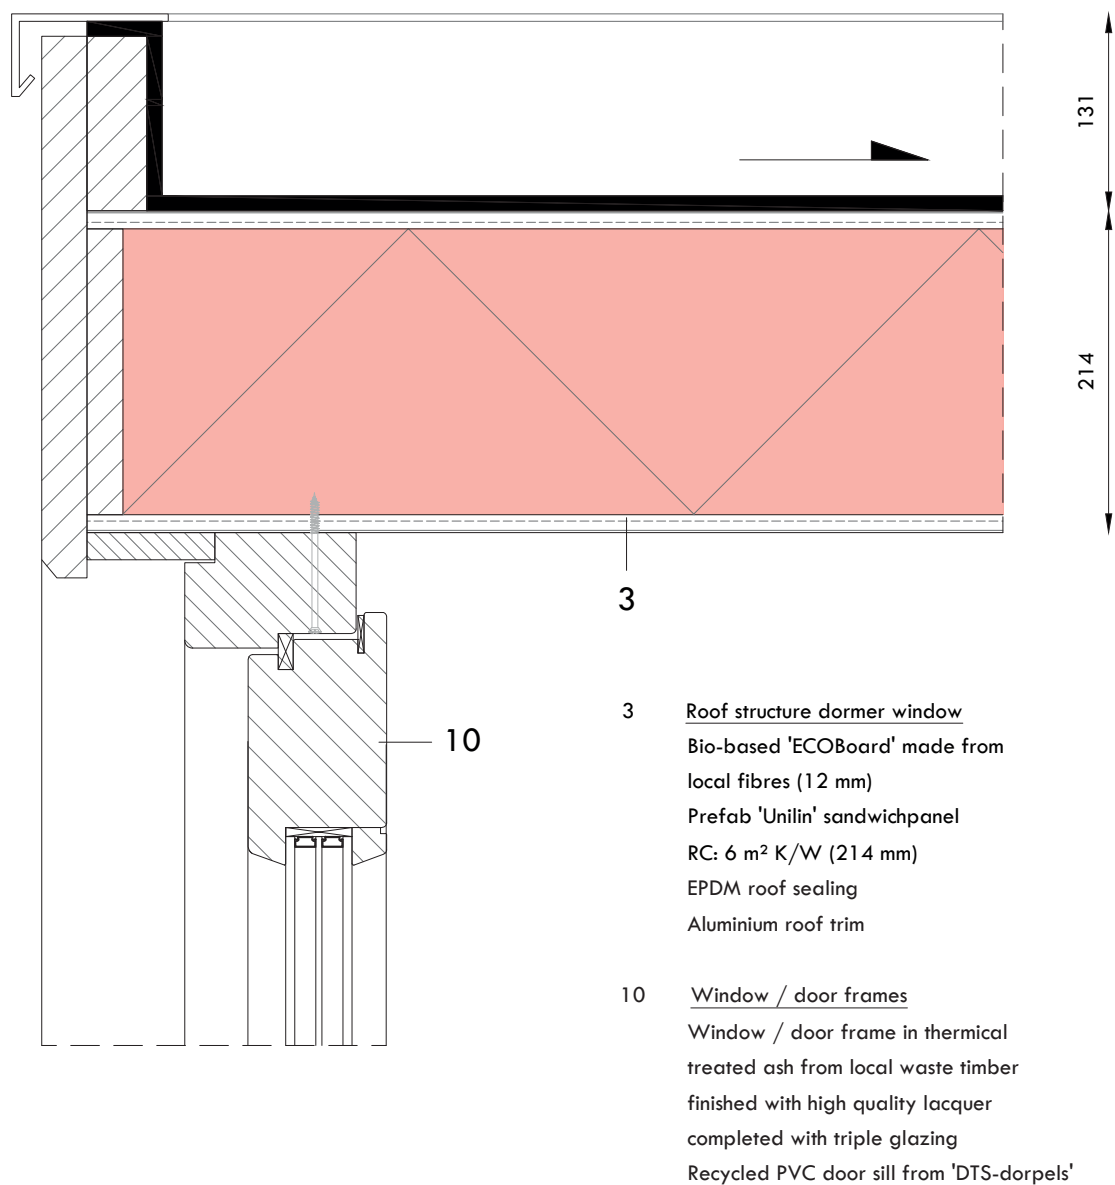 131
214
3
10
3 Roof structure dormer window
Bio-based 'ECOBoard' made from
local fibres (12 mm)
Prefab 'Unilin' sandwichpanel
RC: 6 m² K/W (214 mm)
EPDM roof sealing
Aluminium roof trim
10 Window / door frames
Window / door frame in thermical
treated ash from local waste timber
finished with high quality lacquer
completed with triple glazing
Recycled PVC door sill from 'DTS-dorpels'